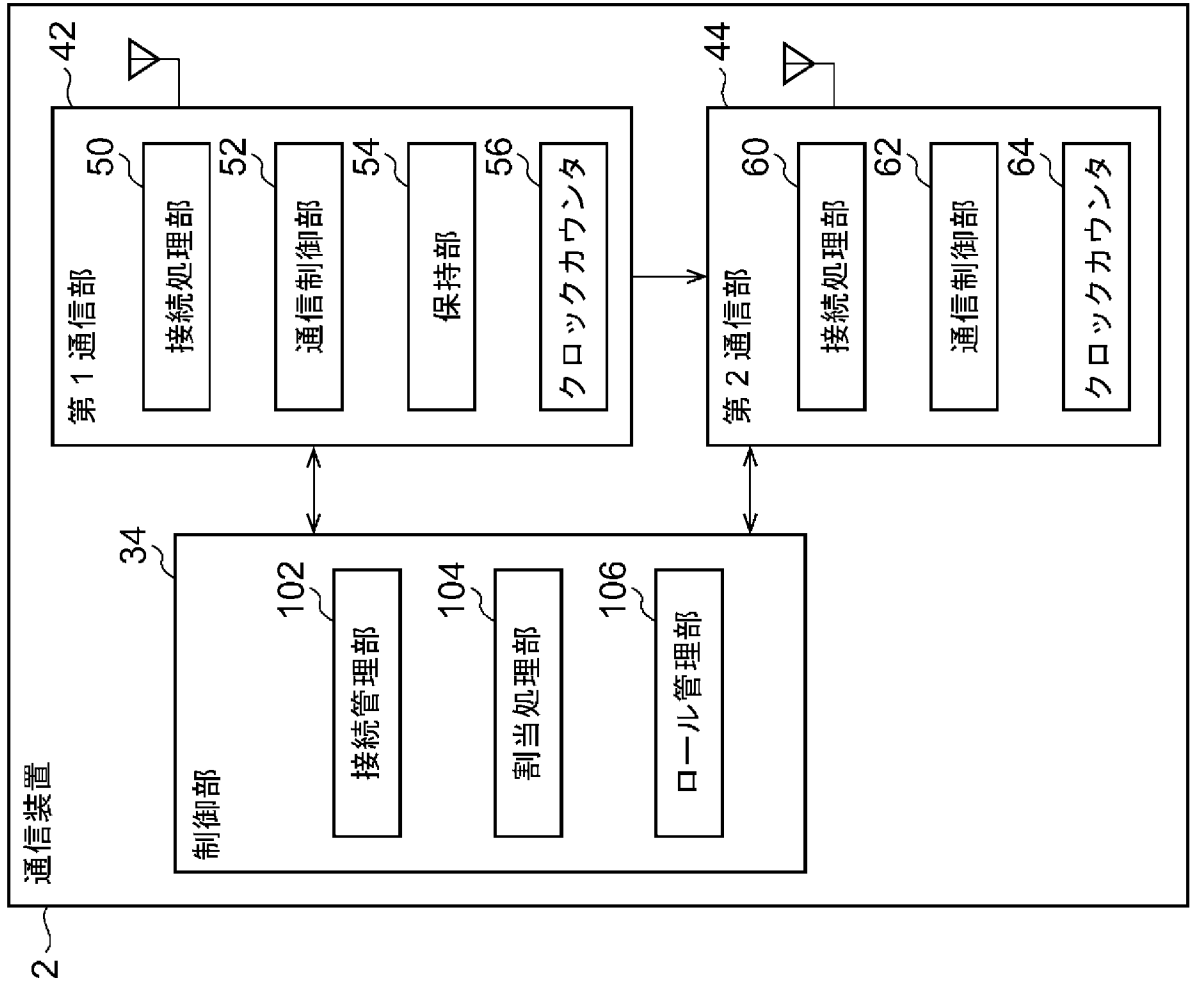 2
通信装置
34
制御部
102
接続管理部
104
割当処理部
106
ロール管理部
42
第1通信部
50
接続処理部
52
通信制御部
54
保持部
56
クロックカウンタ
44
第2通信部
60
接続処理部
62
通信制御部
64
クロックカウンタ